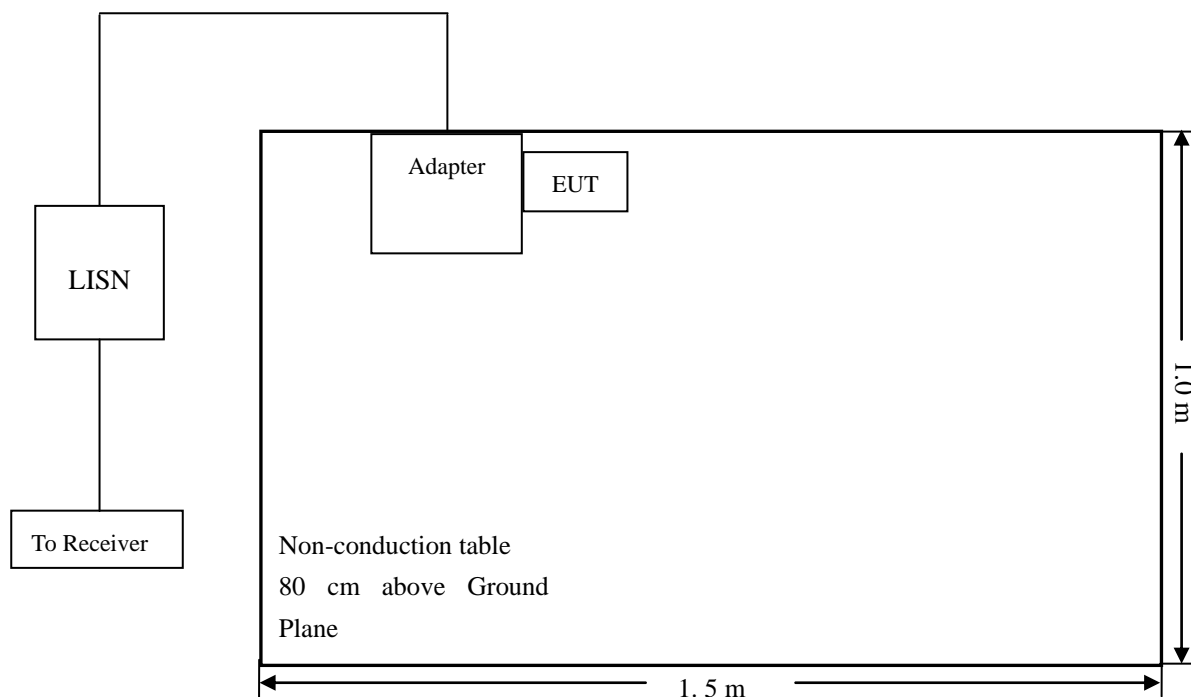 Adapter
EUT
LISN
1.0 m
To Receiver
Non-conduction table
80 cm above Ground
Plane
1. 5 m